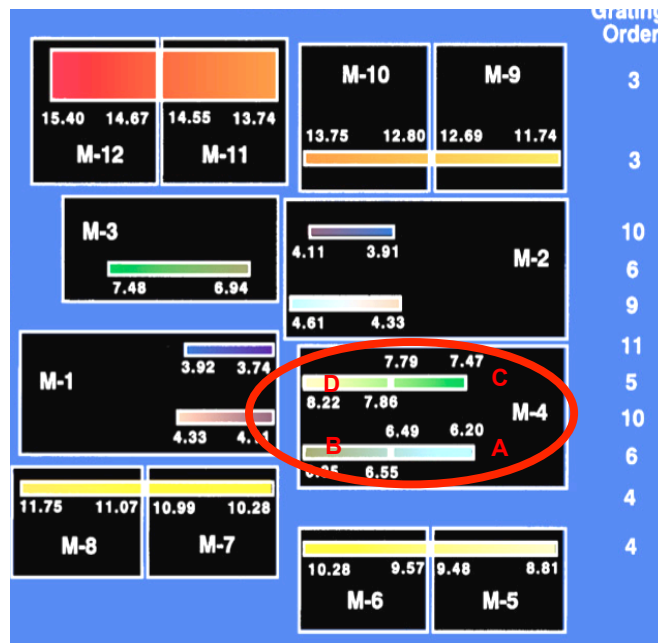 Grating
Order
3
15.40 14.67 14.55 13.74
M-12 M-11
M-10 M-9
13.75 12.80 12.69 11.74
3
M-3
7.48 6.94
4.11 3.91
M-2
4.61 4.33
10
6
9
M-1
3.92 3.74
4.33
11
7.79 7.47
D C
8.22 7.86
M-4
5
10
6.49 6.20
B A
6.55
6
11.75 11.07 10.99 10.28
M-8 M-7
4
10.28 9.57 9.48 8.81
M-6 M-5
4